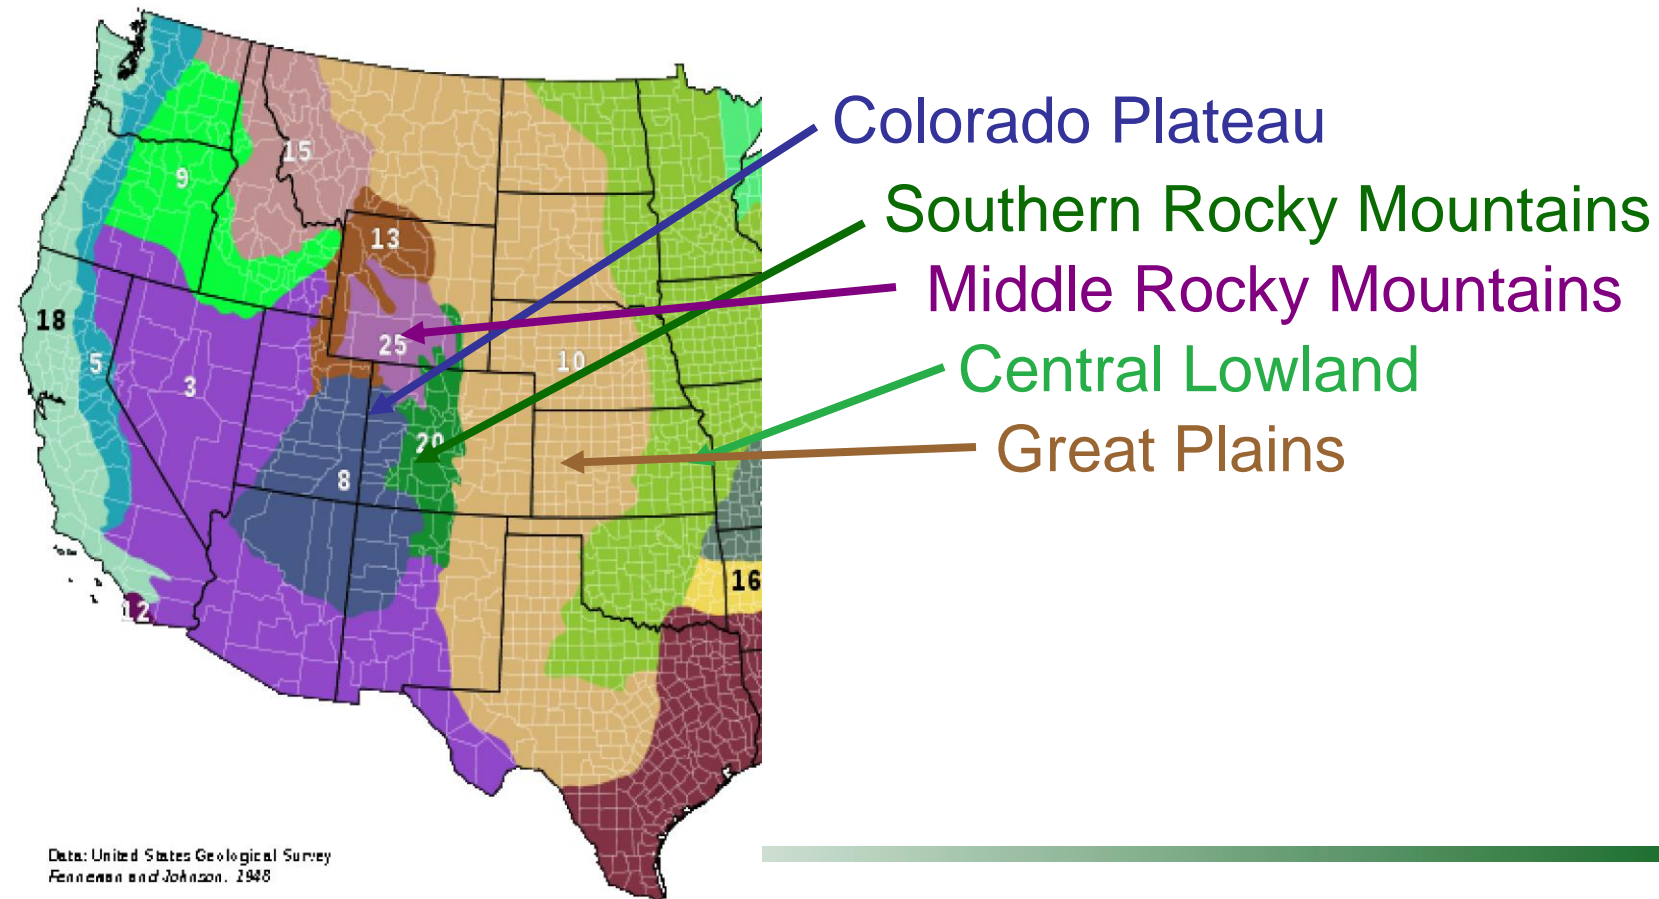 Colorado Plateau
Southern Rocky Mountains
Middle Rocky Mountains
Central Lowland
Great Plains
15
9
13
18
25
10
5
3
20
8
16
12
Data: United States Geological Survey
Fenneman and Johnson. 1948